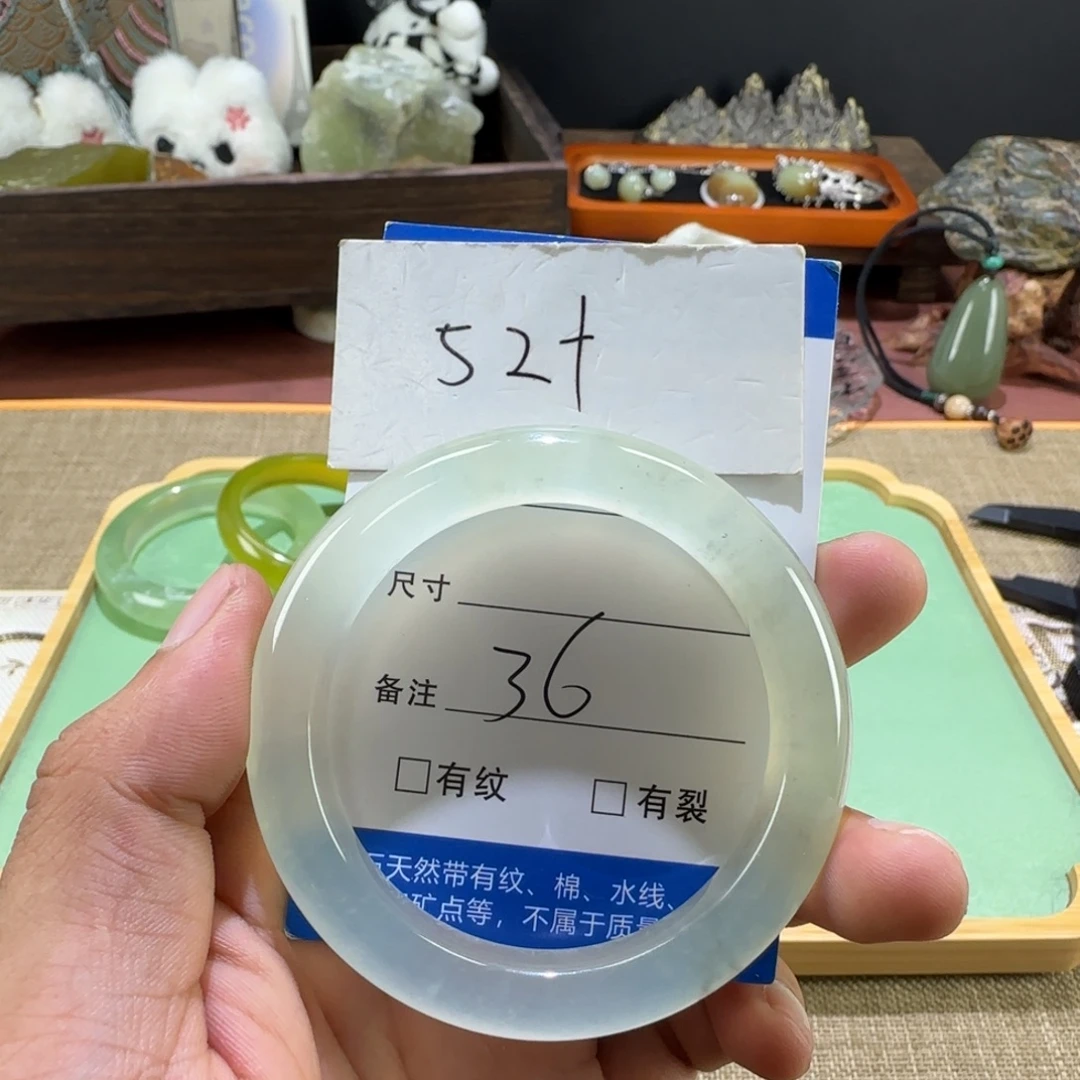 52+
尺寸
备注 36
□有纹 □有裂
天然带有纹、棉、水线、
矿点等，不属于质量